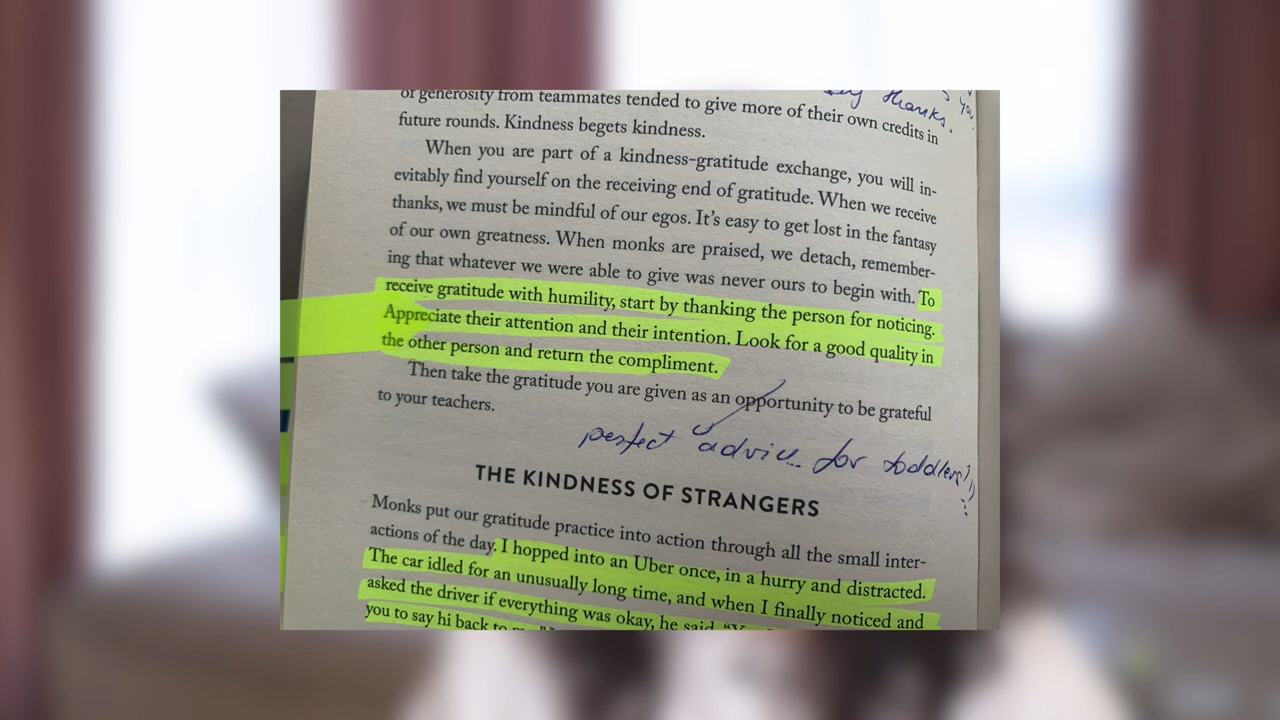 thanks.
of generosity from teammates tended to give more of their own credits in
future rounds. Kindness begets kindness.
When you are part of a kindness-gratitude exchange, you will in-
evitably find yourself on the receiving end of gratitude. When we receive
thanks, we must be mindful of our egos. It's easy to get lost in the fantasy
of our own greatness. When monks are praised, we detach, remember-
ing that whatever we were able to give was never ours to begin with. To
receive gratitude with humility, start by thanking the person for noticing.
Appreciate their attention and their intention. Look for a good quality in
the other person and return the compliment.
Then take the gratitude you are given as an opportunity to be grateful
to your teachers.
perfect advice for toddlers!
THE KINDNESS OF STRANGERS
Monks put our gratitude practice into action through all the small inter-
actions of the day. I hopped into an Uber once, in a hurry and distracted.
The car idled for an unusually long time, and when I finally noticed and
asked the driver if everything was okay, he said,
you to say hi back to